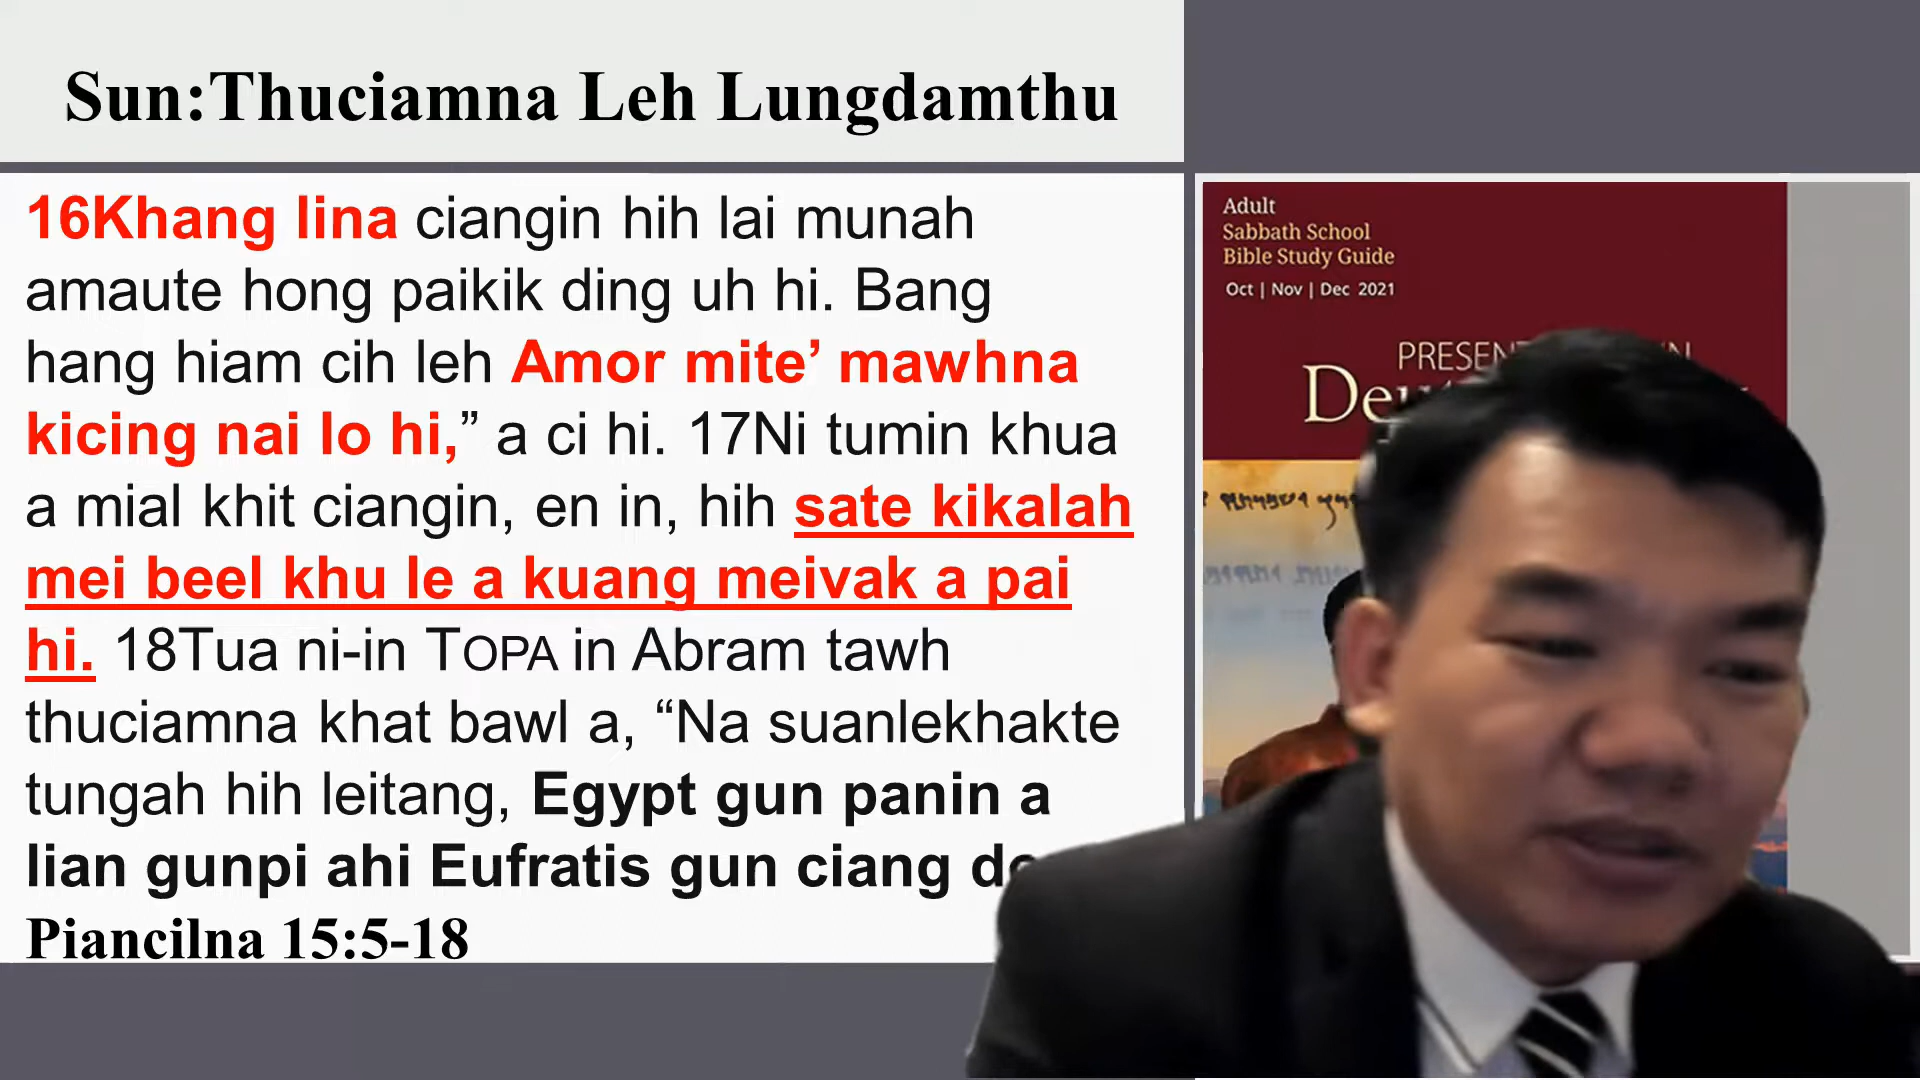 Sun:Thuciamna Leh Lungdamthu
16Khang lina ciangin hih lai munah
amaute hong paikik ding uh hi. Bang
hang hiam cih leh Amor mite’ mawhna
kicing nai lo hi,” a ci hi. 17Ni tumin khua
a mial khit ciangin, en in, hih sate kikalah
mei beel khu le a kuang meivak a pai
hi. 18Tua ni-in TOPA in Abram tawh
thuciamna khat bawl a, “Na suanlekhakte
tungah hih leitang, Egypt gun panin a
lian gunpi ahi Eufratis gun ciang
Piancilna 15:5-18
Adult
Sabbath School
Bible Study Guide
Oct | Nov | Dec 2021